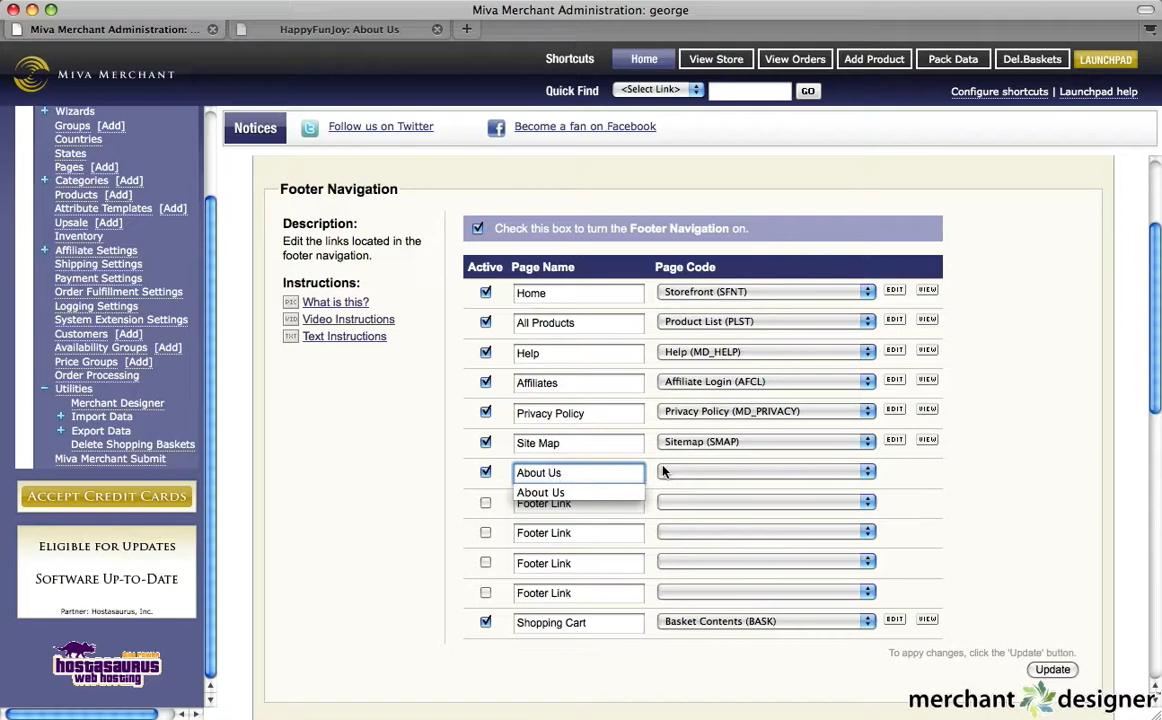 Miva Merchant Administration: george
Miva Merchant Administration: ...
HappyFunJoy: About Us
MIVA MERCHANT
Shortcuts
Home
View Store
View Orders
Add Product
Pack Data
Del.Baskets
LAUNCHPAD
Quick Find
<Select Link>
GO
Configure shortcuts | Launchpad help
Wizards
Groups [Add]
Countries
States
Pages [Add]
Categories [Add]
Products [Add]
Attribute Templates [Add]
Upsale [Add]
Inventory
Affiliate Settings
Shipping Settings
Payment Settings
Order Fulfillment Settings
Logging Settings
System Extension Settings
Customers [Add]
Availability Groups [Add]
Price Groups [Add]
Order Processing
Utilities
Merchant Designer
Import Data
Export Data
Delete Shopping Baskets
Miva Merchant Submit
ACCEPT CREDIT CARDS
ELIGIBLE FOR UPDATES
SOFTWARE UP-TO-DATE
Partner: Hostasaurus, Inc.
hostasaurus
WEB HOSTING
Notices
Follow us on Twitter
Become a fan on Facebook
Footer Navigation
Description:
Edit the links located in the
footer navigation.
Instructions:
PIC What is this?
VID Video Instructions
TXT Text Instructions
Check this box to turn the Footer Navigation on.
Active Page Name Page Code
Home Storefront (SFNT) EDIT VIEW
All Products Product List (PLST) EDIT VIEW
Help Help (MD_HELP) EDIT VIEW
Affiliates Affiliate Login (AFCL) EDIT VIEW
Privacy Policy Privacy Policy (MD_PRIVACY) EDIT VIEW
Site Map Sitemap (SMAP) EDIT VIEW
About Us
About Us
Footer Link
Footer Link
Footer Link
Footer Link
Shopping Cart Basket Contents (BASK) EDIT VIEW
To appy changes, click the 'Update' button.
Update
merchant designer